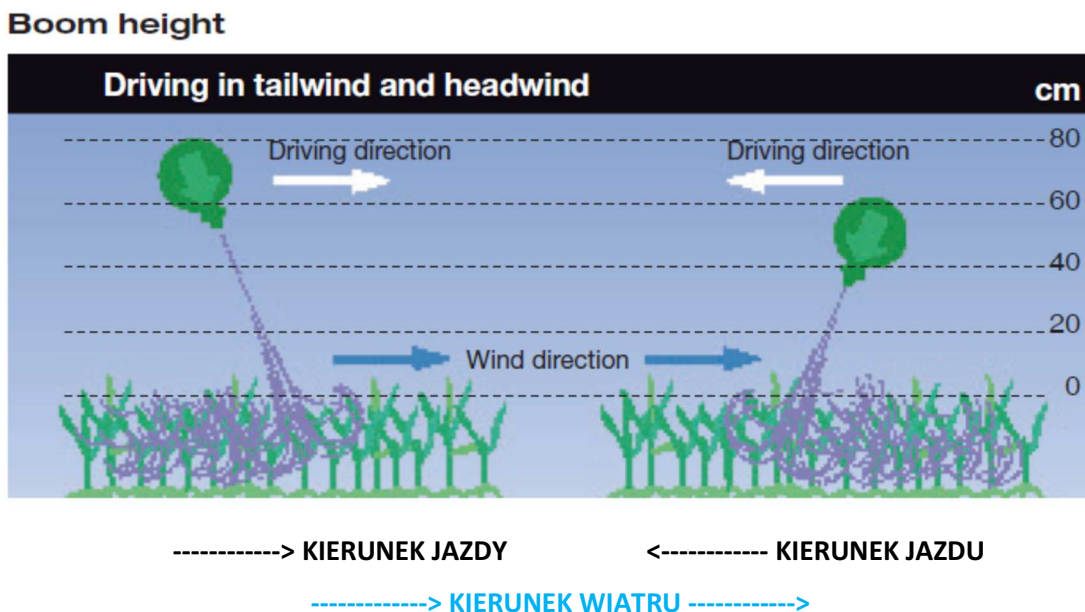 Boom height
Driving in tailwind and headwind cm
80
Driving direction Driving direction
60
40
20
Wind direction
0
------------> KIERUNEK JAZDY <------------ KIERUNEK JAZDU
-------------> KIERUNEK WIATRU ------------>